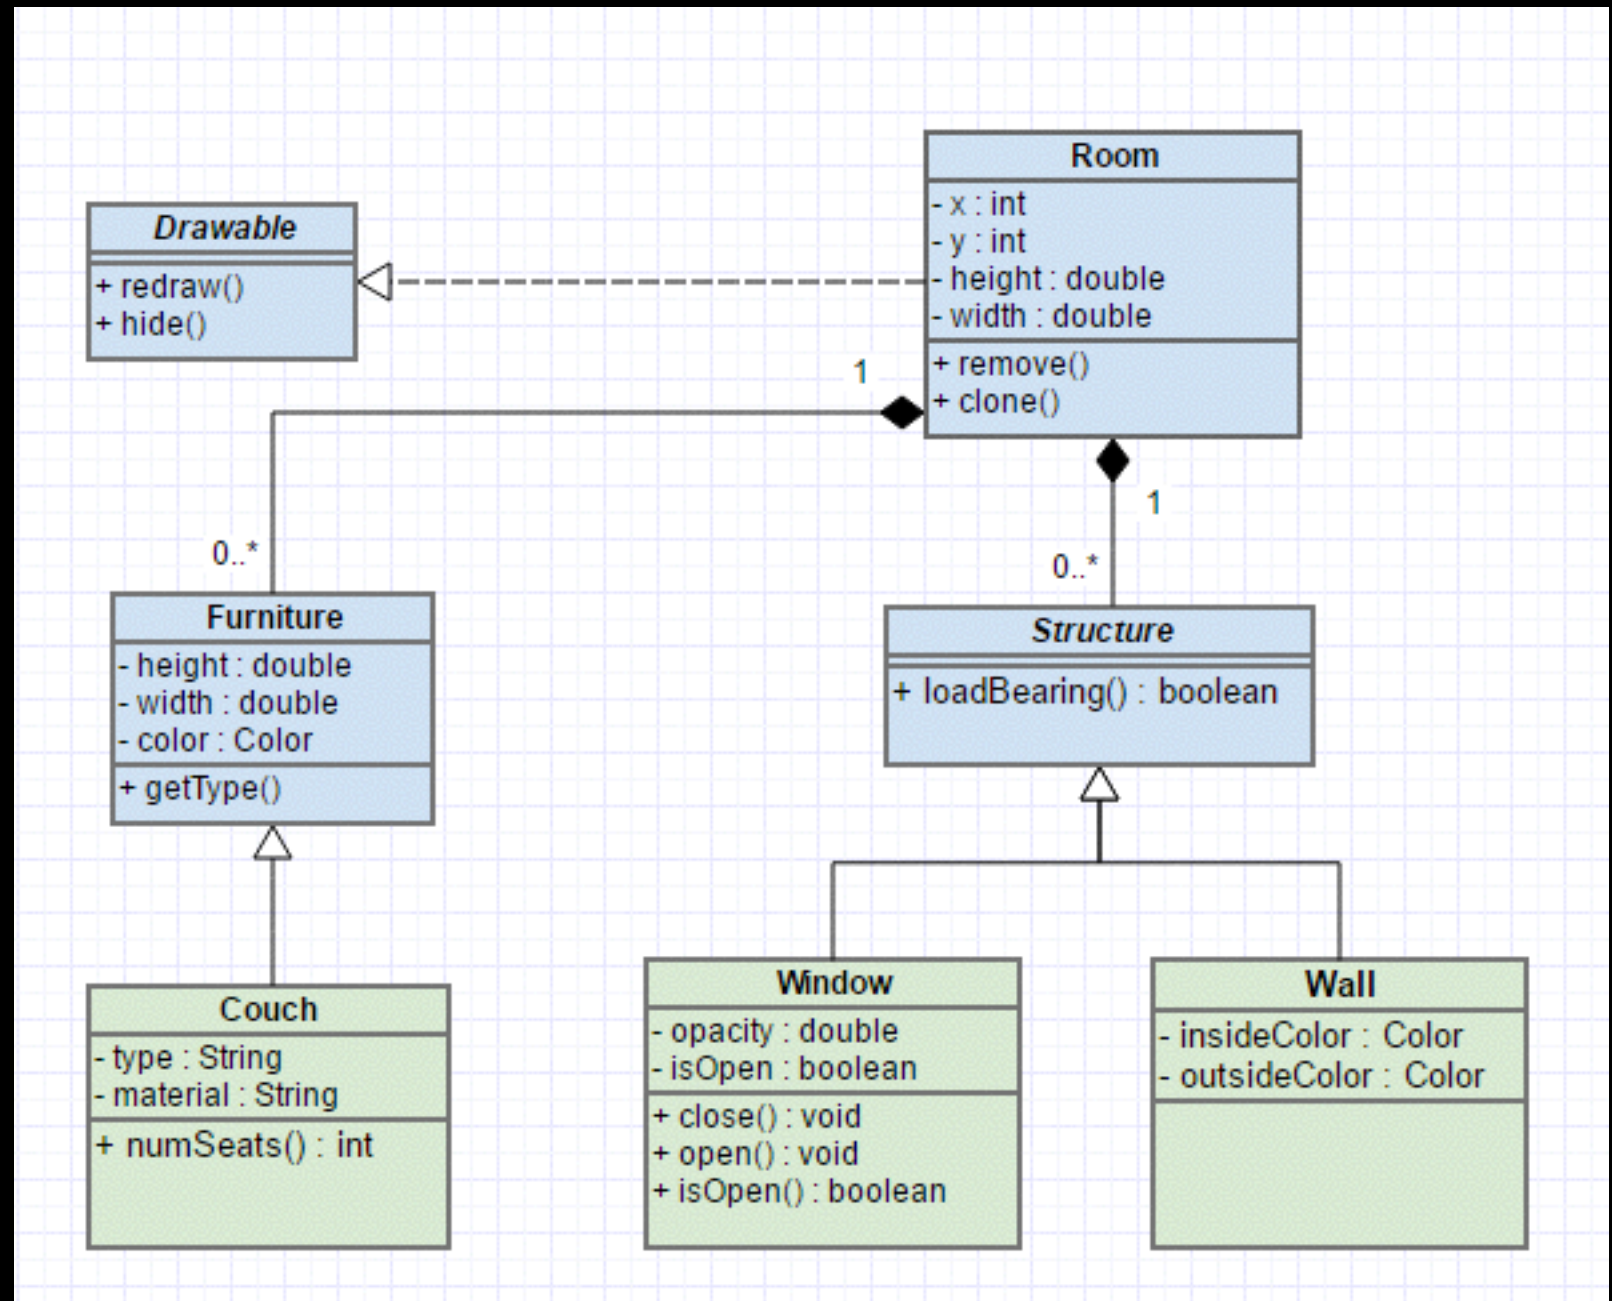 Room
- x : int
- y : int
- height : double
- width : double
+ remove()
+ clone()
Drawable
+ redraw()
+ hide()
1
1
0..*
0..*
Furniture
- height : double
- width : double
- color : Color
+ getType()
Structure
+ loadBearing() : boolean
Couch
- type : String
- material : String
+ numSeats() : int
Window
- opacity : double
- isOpen : boolean
+ close() : void
+ open() : void
+ isOpen() : boolean
Wall
- insideColor : Color
- outsideColor : Color